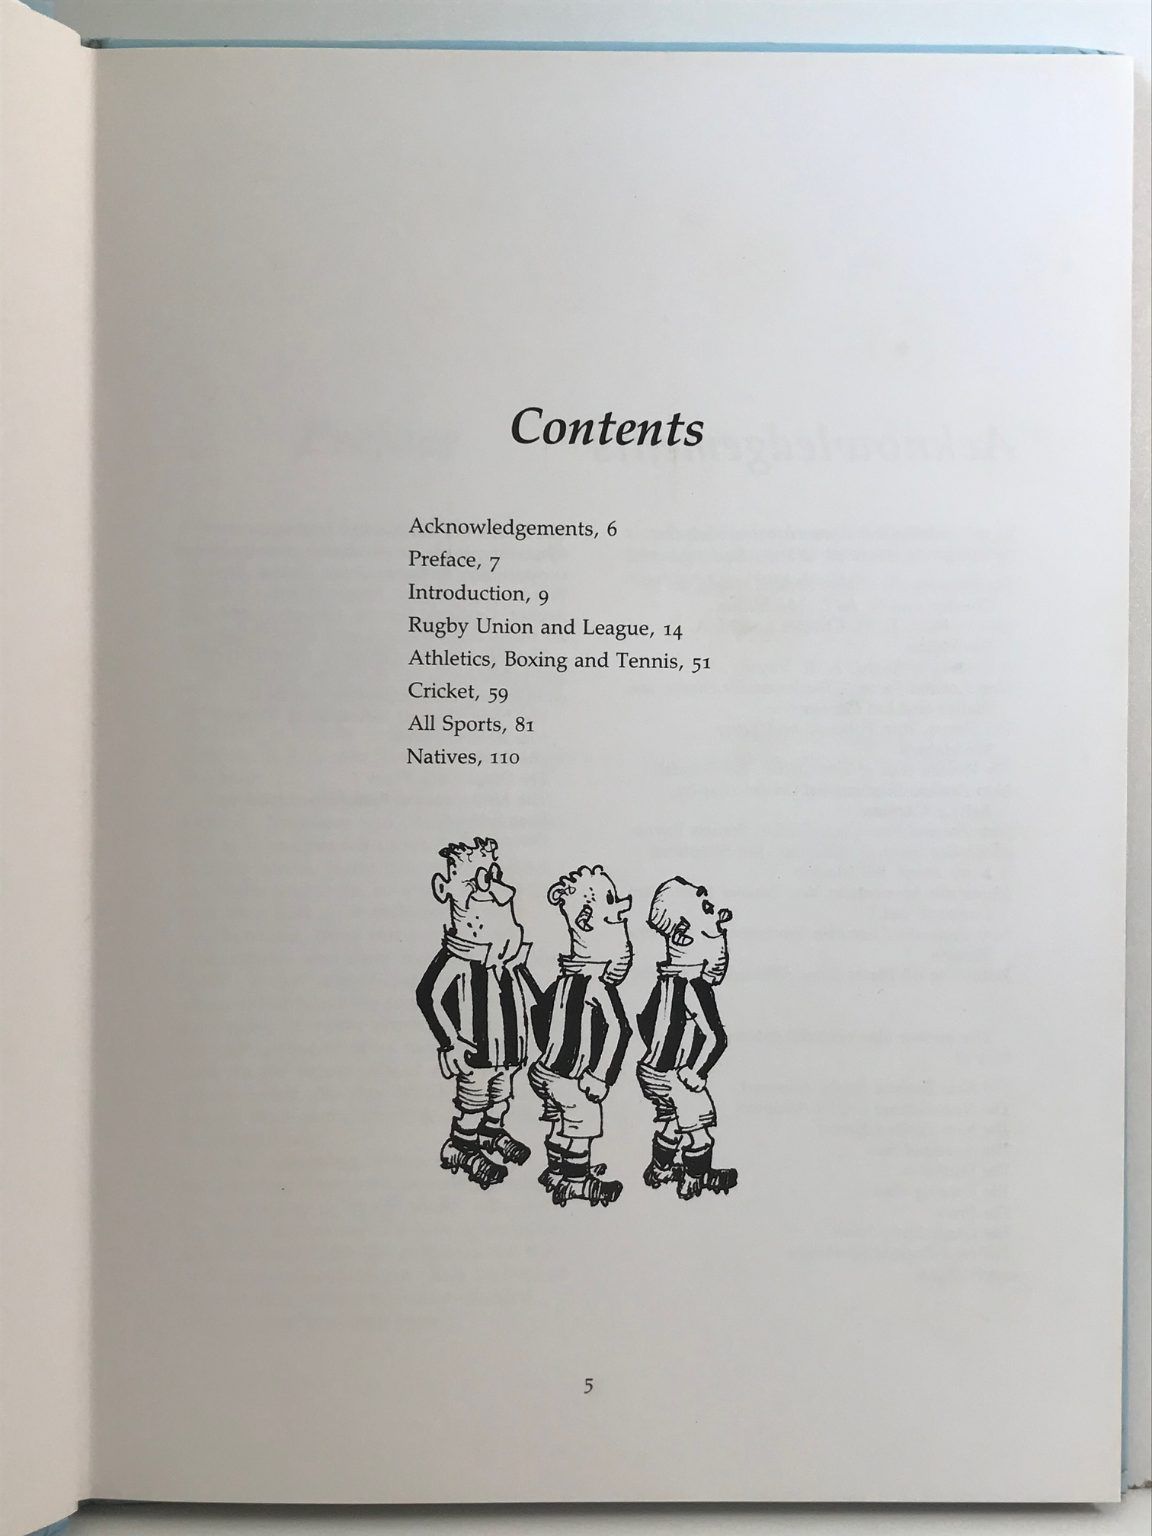 Contents
Acknowledgements, 6
Preface, 7
Introduction, 9
Rugby Union and League, 14
Athletics, Boxing and Tennis, 51
Cricket, 59
All Sports, 81
Natives, 110
5